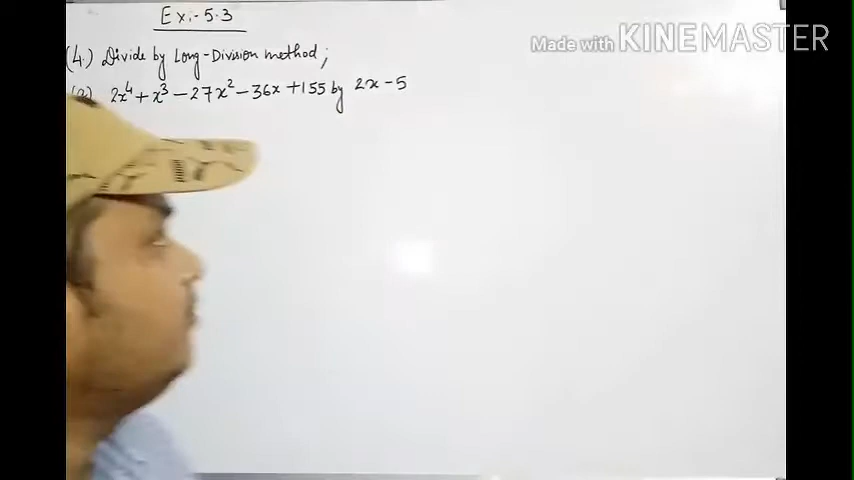 Exi:- 5.3
Made with KINEMASTER
(4.) Divide by Long-Division method;
2x⁴ + x³ - 27x² - 36x + 155 by 2x - 5